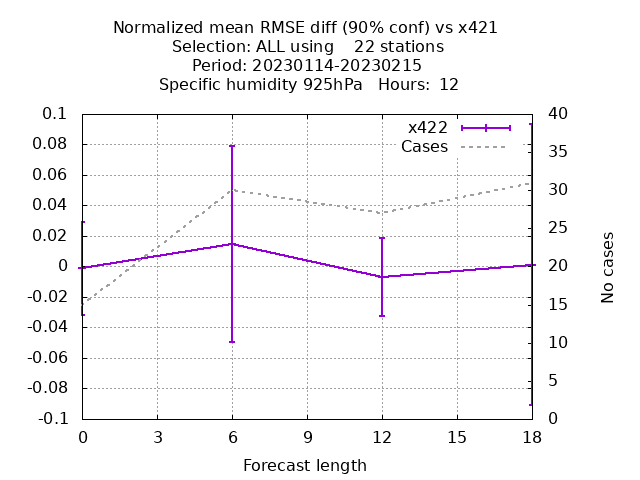 Normalized mean RMSE diff (90% conf) vs x421
Selection: ALL using    22 stations
Period: 20230114-20230215
Specific humidity 925hPa   Hours:  12
0.1
0.08
0.06
0.04
0.02
0
-0.02
-0.04
-0.06
-0.08
-0.1
x422
Cases
40
35
30
25
20
15
10
5
0
No cases
0 3 6 9 12 15 18
Forecast length